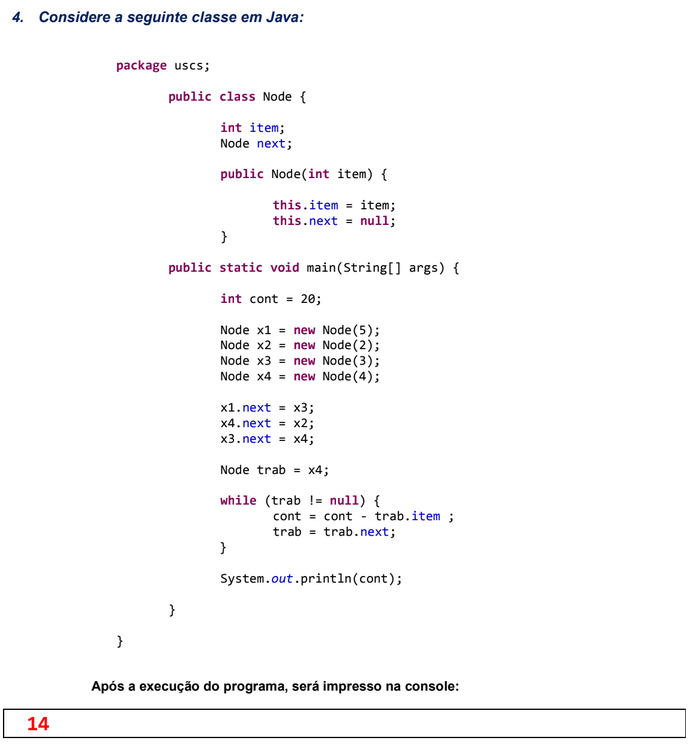 4. Considere a seguinte classe em Java:
package uscs;
public class Node {
int item;
Node next;
public Node(int item) {
this.item = item;
this.next = null;
}
public static void main(String[] args) {
int cont = 20;
Node x1 = new Node(5);
Node x2 = new Node(2);
Node x3 = new Node(3);
Node x4 = new Node(4);
x1.next = x3;
x4.next = x2;
x3.next = x4;
Node trab = x4;
while (trab != null) {
cont = cont - trab.item ;
trab = trab.next;
}
System.out.println(cont);
}
}
Após a execução do programa, será impresso na console:
14